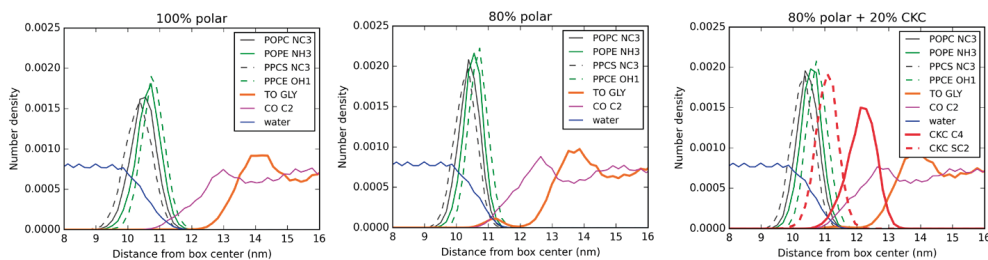 100% polar
Number density
0.0025
0.0020
0.0015
0.0010
0.0005
0.0000
POPC NC3
POPE NH3
PPCS NC3
PPCE OH1
TO GLY
CO C2
water
8 9 10 11 12 13 14 15 16
Distance from box center (nm)
80% polar
Number density
0.0025
0.0020
0.0015
0.0010
0.0005
0.0000
POPC NC3
POPE NH3
PPCS NC3
PPCE OH1
TO GLY
CO C2
water
8 9 10 11 12 13 14 15 16
Distance from box center (nm)
80% polar + 20% CKC
Number density
0.0025
0.0020
0.0015
0.0010
0.0005
0.0000
POPC NC3
POPE NH3
PPCS NC3
PPCE OH1
TO GLY
CO C2
water
CKC C4
CKC SC2
8 9 10 11 12 13 14 15 16
Distance from box center (nm)